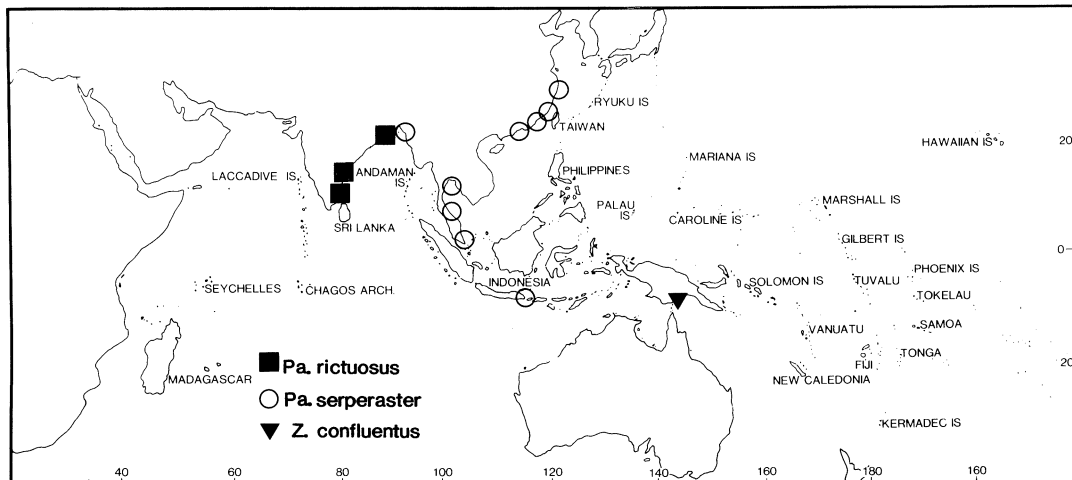 RYUKU IS
TAIWAN
HAWAIIAN IS
20
MARIANA IS
LACCADIVE IS.
ANDAMAN
IS.
PHILIPPINES
PALAU
IS
CAROLINE IS
MARSHALL IS
SRI LANKA
GILBERT IS
0
SEYCHELLES
CHAGOS ARCH.
INDONESIA
SOLOMON IS
TUVALU
PHOENIX IS
TOKELAU
VANUATU
SAMOA
MADAGASCAR
FIJI
TONGA
20
NEW CALEDONIA
KERMADEC IS
Pa. rictuosus
Pa. serperaster
Z. confluentus
40
60
80
100
120
140
160
180
160